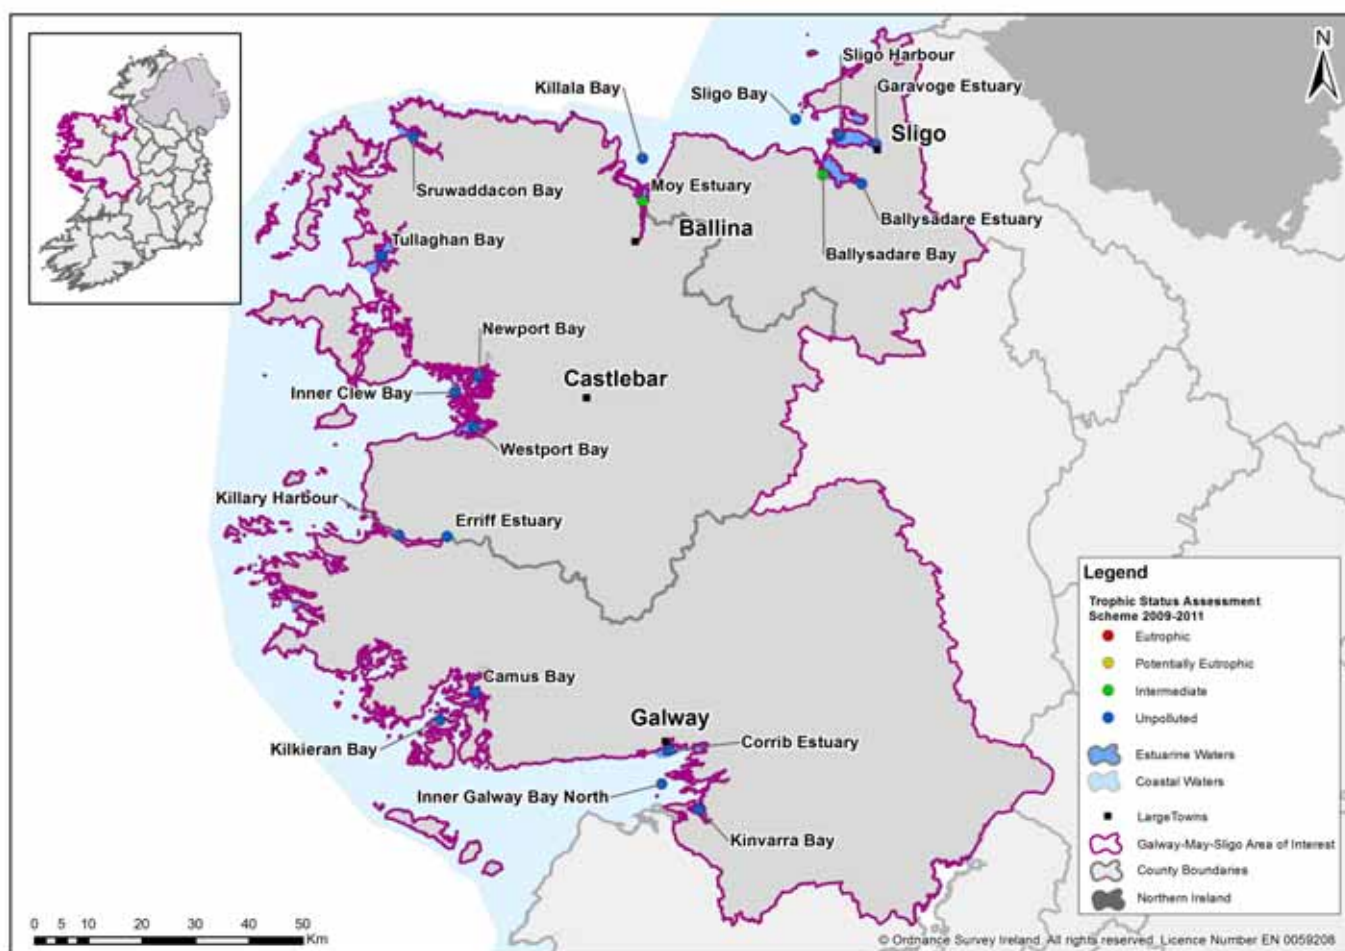 N
Sligo Harbour
Killala Bay
Sligo Bay
Garavoge Estuary
Sligo
Sruwaddacon Bay
Moy Estuary
Ballysadare Estuary
Ballina
Tullaghan Bay
Ballysadare Bay
Newport Bay
Castlebar
Inner Clew Bay
Westport Bay
Killary Harbour
Erriff Estuary
Camus Bay
Galway
Kilkieran Bay
Corrib Estuary
Inner Galway Bay North
Kinvarra Bay
Legend
Trophic Status Assessment
Scheme 2009-2011
Eutrophic
Potentially Eutrophic
Intermediate
Unpolluted
Estuarine Waters
Coastal Waters
LargeTowns
Galway-May-Sligo Area of Interest
County Boundaries
Northern Ireland
0 5 10 20 30 40 50
Km
© Ordnance Survey Ireland. All rights reserved. Licence Number EN 0059208